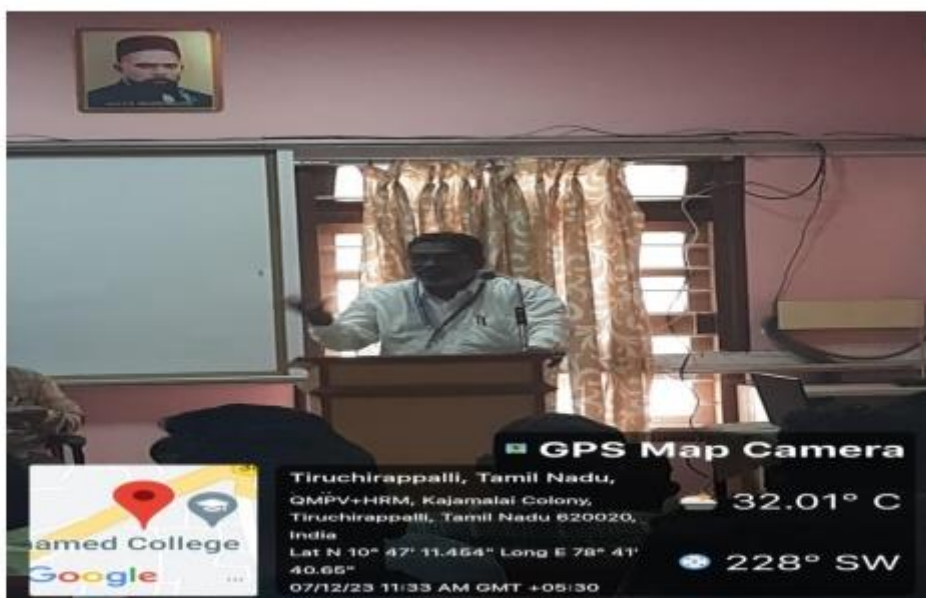 GPS Map Camera
Tiruchirappalli, Tamil Nadu,
QMPV+HRM, Kajamalai Colony,
Tiruchirappalli, Tamil Nadu 620020,
India
Lat N 10° 47' 11.454" Long E 78° 41'
40.65"
07/12/23 11:33 AM GMT +05:30
32.01° C
228° SW
amed College
Google